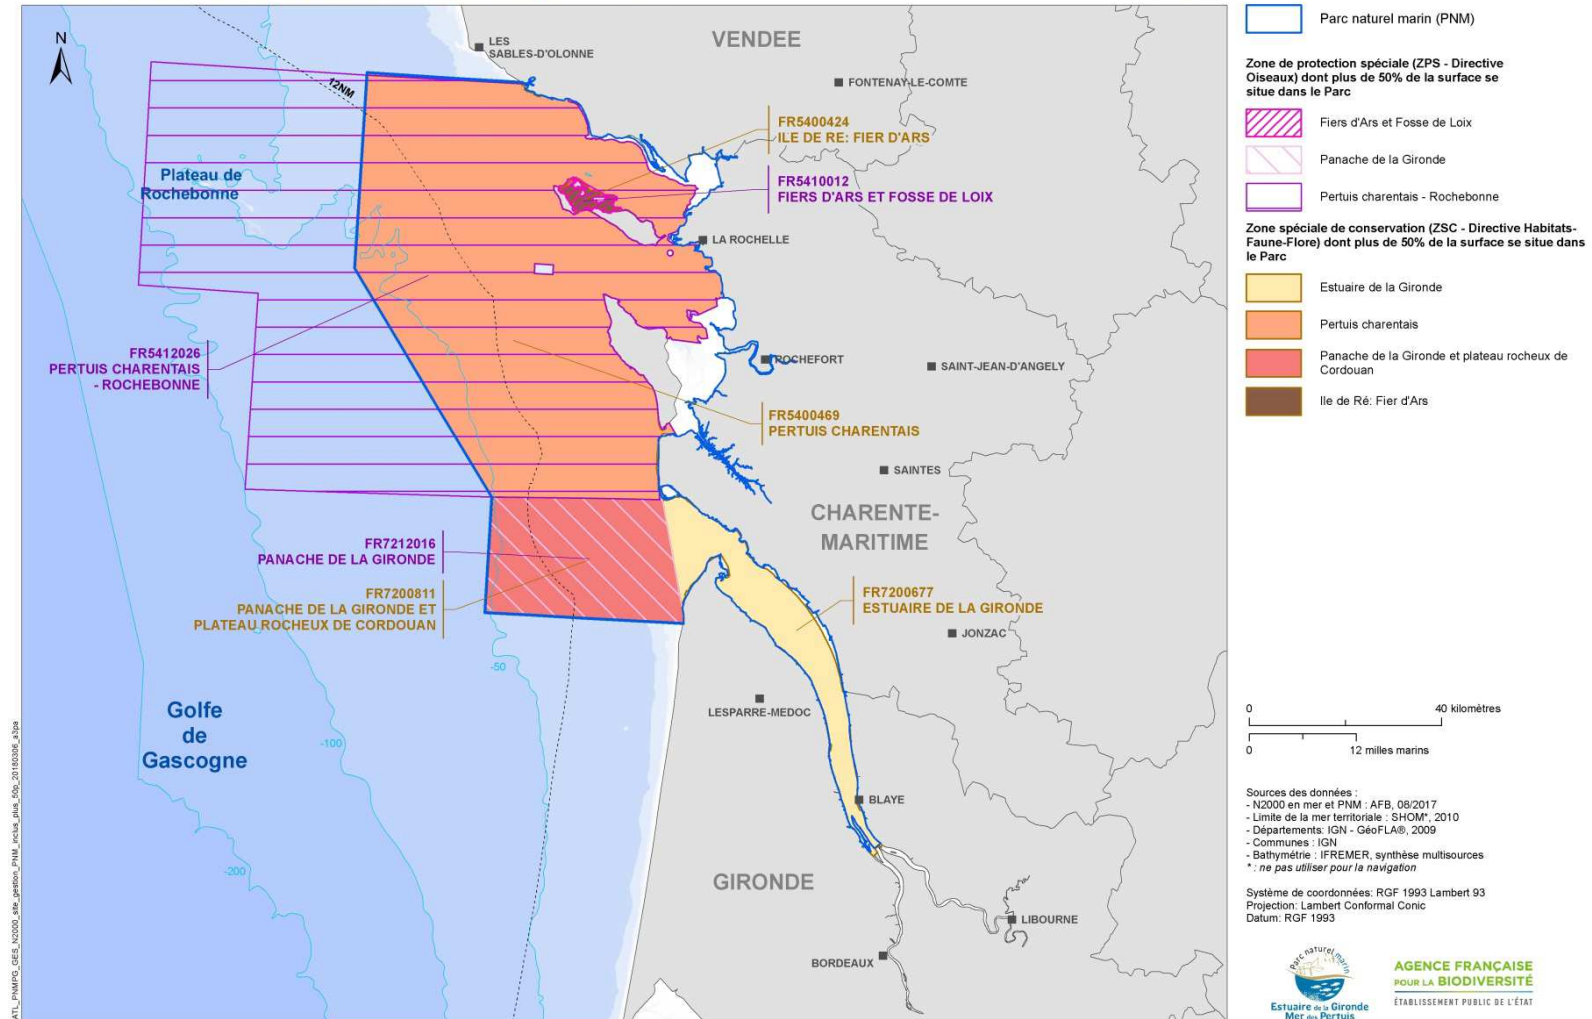 N
LES
SABLES-D'OLONNE
VENDEE
FONTENAY-LE-COMTE
12NM
FR5400424
ILE DE RE: FIER D'ARS
Plateau de
Rochebonne
FR5410012
FIERS D'ARS ET FOSSE DE LOIX
LA ROCHELLE
FR5412026
PERTUIS CHARENTAIS
- ROCHEBONNE
ROCHEFORT
SAINT-JEAN-D'ANGELY
FR5400469
PERTUIS CHARENTAIS
SAINTES
CHARENTE-
MARITIME
FR7212016
PANACHE DE LA GIRONDE
FR7200811
PANACHE DE LA GIRONDE ET
PLATEAU ROCHEUX DE CORDOUAN
FR7200677
ESTUAIRE DE LA GIRONDE
JONZAC
-50
LESPARRE-MEDOC
Golfe
de
Gascogne
-100
BLAYE
-200
GIRONDE
LIBOURNE
BORDEAUX
ATL_PNMPG_GES_N2000_site_gestion_PNM_inclus_plus_50p_20180306_a3pa
Parc naturel marin (PNM)
Zone de protection spéciale (ZPS - Directive
Oiseaux) dont plus de 50% de la surface se
situe dans le Parc
Fiers d'Ars et Fosse de Loix
Panache de la Gironde
Pertuis charentais - Rochebonne
Zone spéciale de conservation (ZSC - Directive Habitats-
Faune-Flore) dont plus de 50% de la surface se situe dans
le Parc
Estuaire de la Gironde
Pertuis charentais
Panache de la Gironde et plateau rocheux de
Cordouan
Ile de Ré: Fier d'Ars
0 40 kilomètres
0 12 milles marins
Sources des données :
- N2000 en mer et PNM : AFB, 08/2017
- Limite de la mer territoriale : SHOM*, 2010
- Départements: IGN - GéoFLA®, 2009
- Communes : IGN
- Bathymétrie : IFREMER, synthèse multisources
* : ne pas utiliser pour la navigation
Système de coordonnées: RGF 1993 Lambert 93
Projection: Lambert Conformal Conic
Datum: RGF 1993
Parc naturel marin
Estuaire de la Gironde
Mer des Pertuis
AGENCE FRANÇAISE
POUR LA BIODIVERSITÉ
ÉTABLISSEMENT PUBLIC DE L'ÉTAT